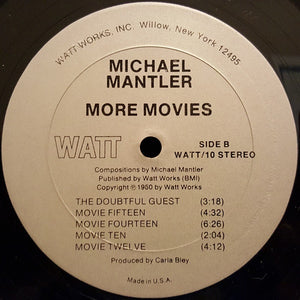 WATT WORKS, INC. Willow, New York 12495
MICHAEL
MANTLER
MORE MOVIES
WATT
SIDE B
WATT/10 STEREO
Compositions by Michael Mantler
Published by Watt Works (BMI)
Copyright ℗ 1980 by Watt Works
THE DOUBTFUL GUEST (3:18)
MOVIE FIFTEEN (4:32)
MOVIE FOURTEEN (6:26)
MOVIE TEN (2:04)
MOVIE TWELVE (4:12)
Produced by Carla Bley
Made in U.S.A.